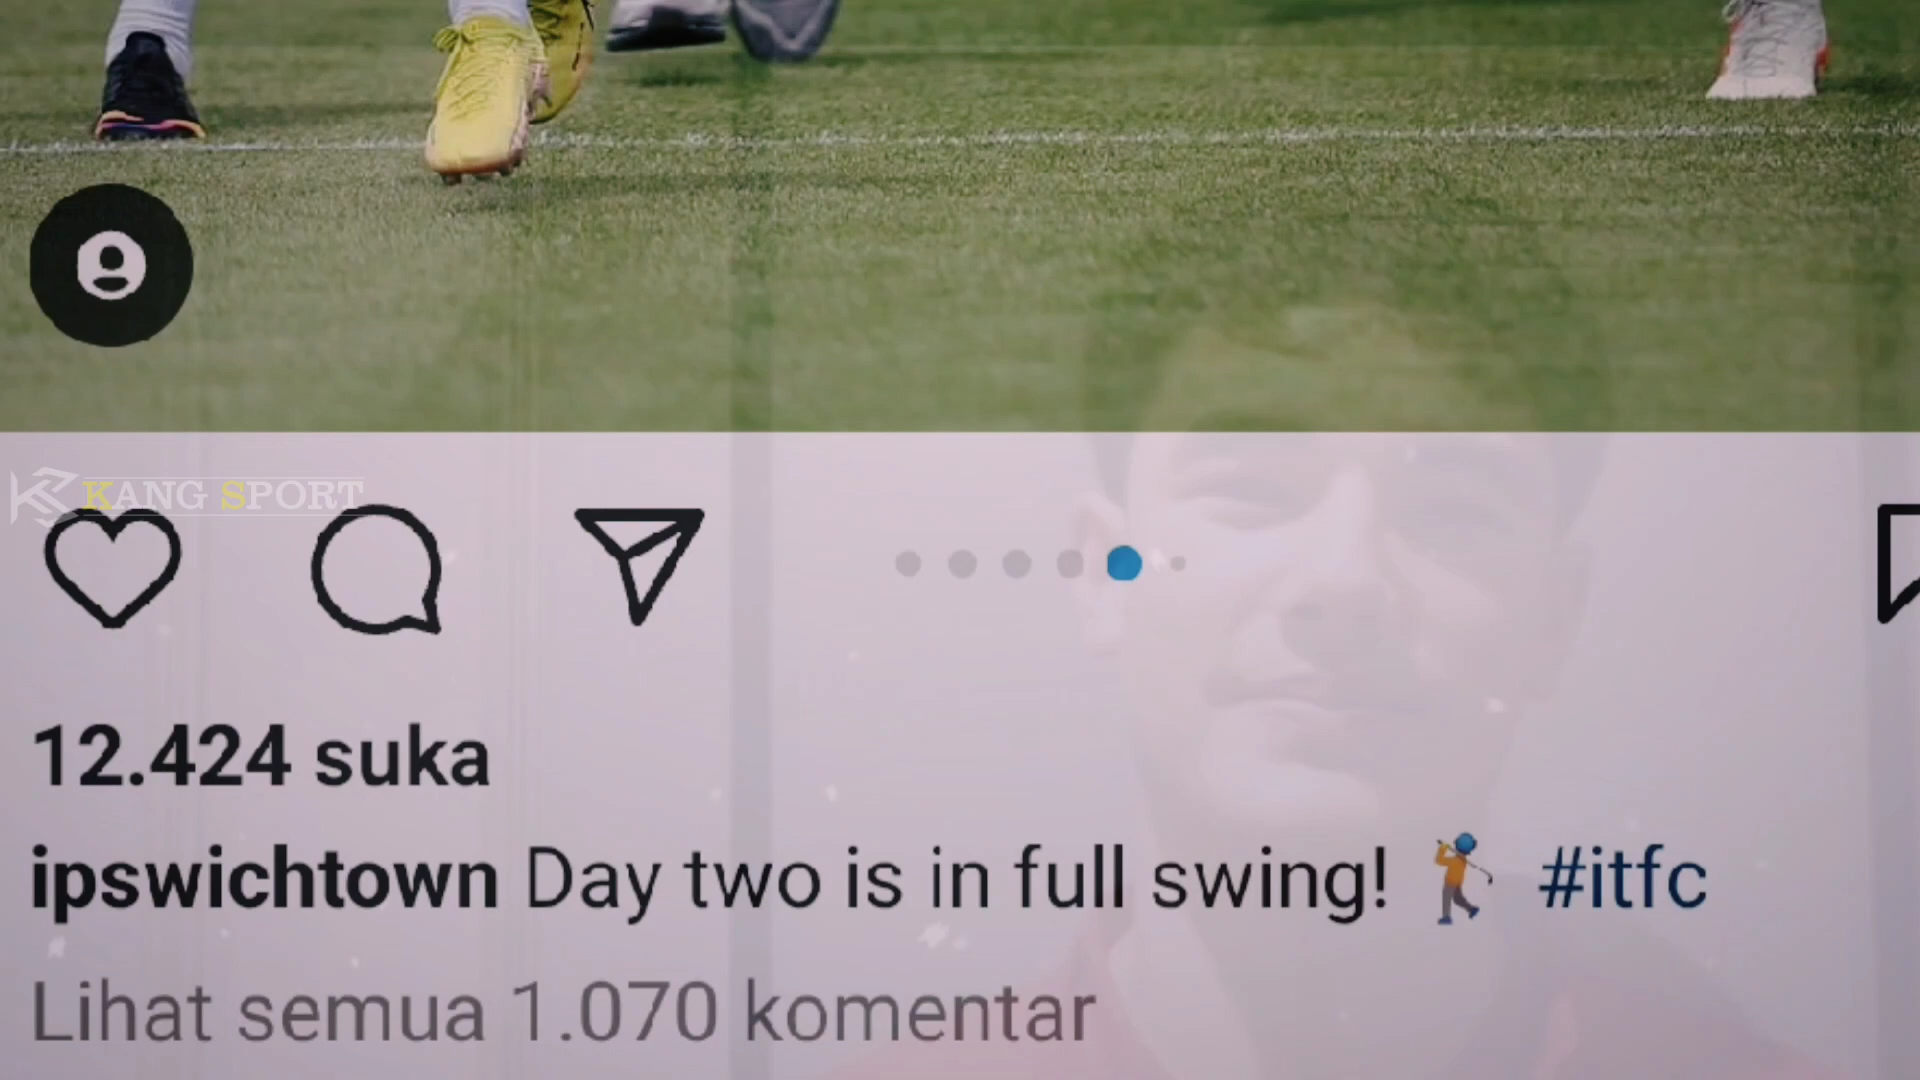 KANG SPORT
12.424 suka
ipswichtown Day two is in full swing! 🏌️ #itfc
Lihat semua 1.070 komentar